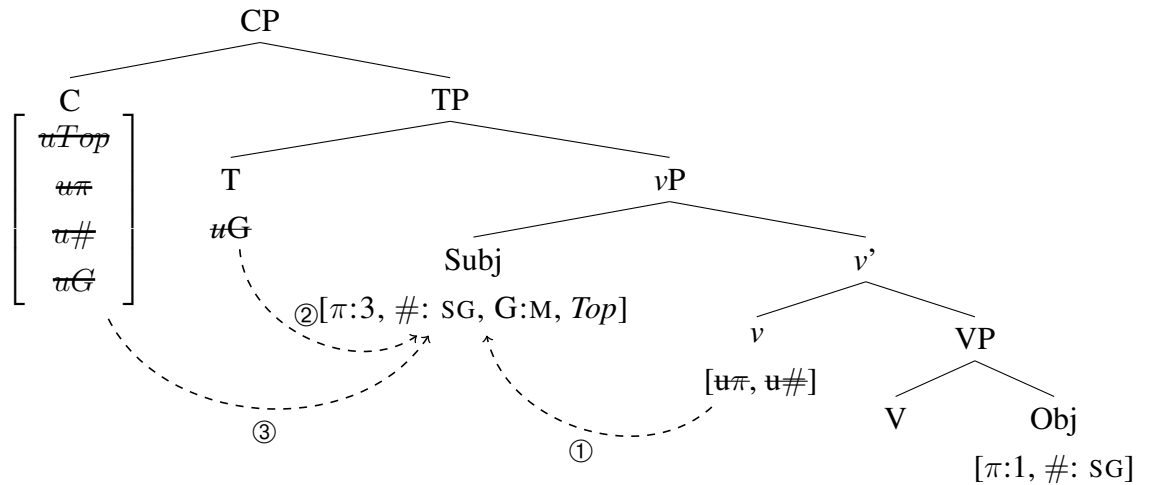 CP
C TP
uTop
uπ
u#
uG
T vP
uG
Subj v’
② [π:3, #: SG, G:M, Top]
v VP
[uπ, u#]
V Obj
③
①
[π:1, #: SG]